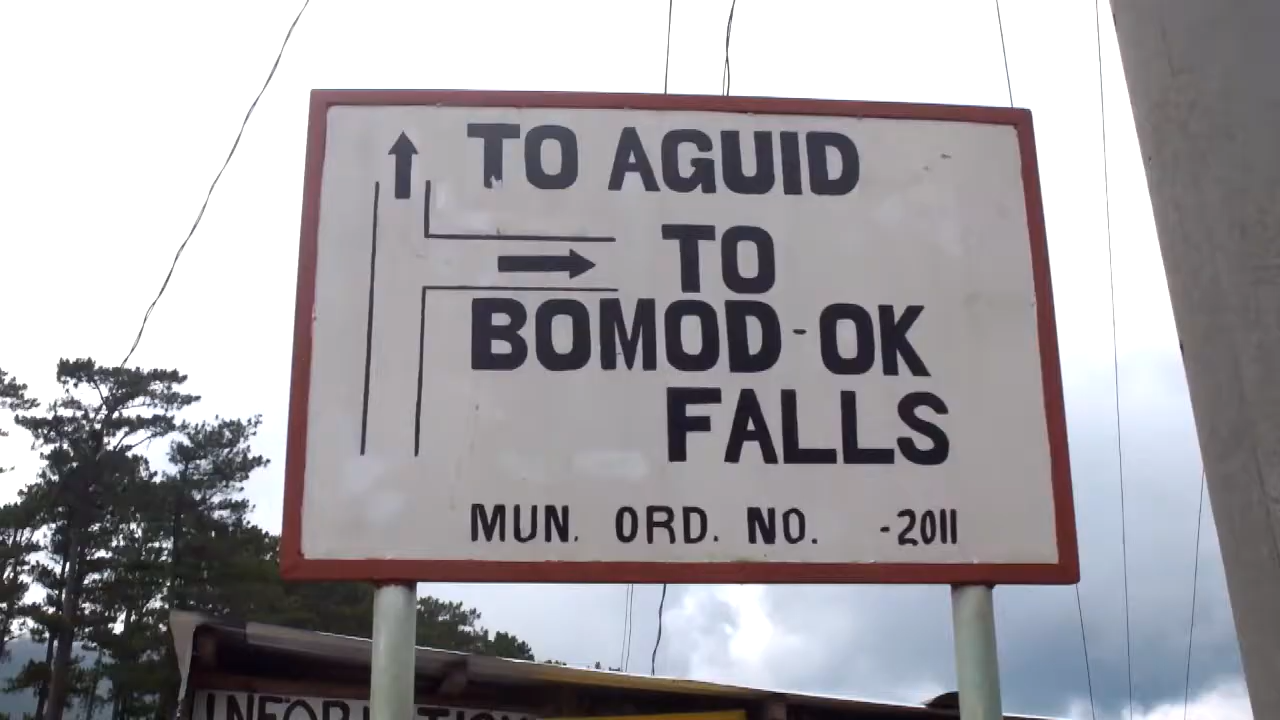 TO AGUID
TO
BOMOD-OK
FALLS
MUN. ORD. NO. -2011
INFORMATION